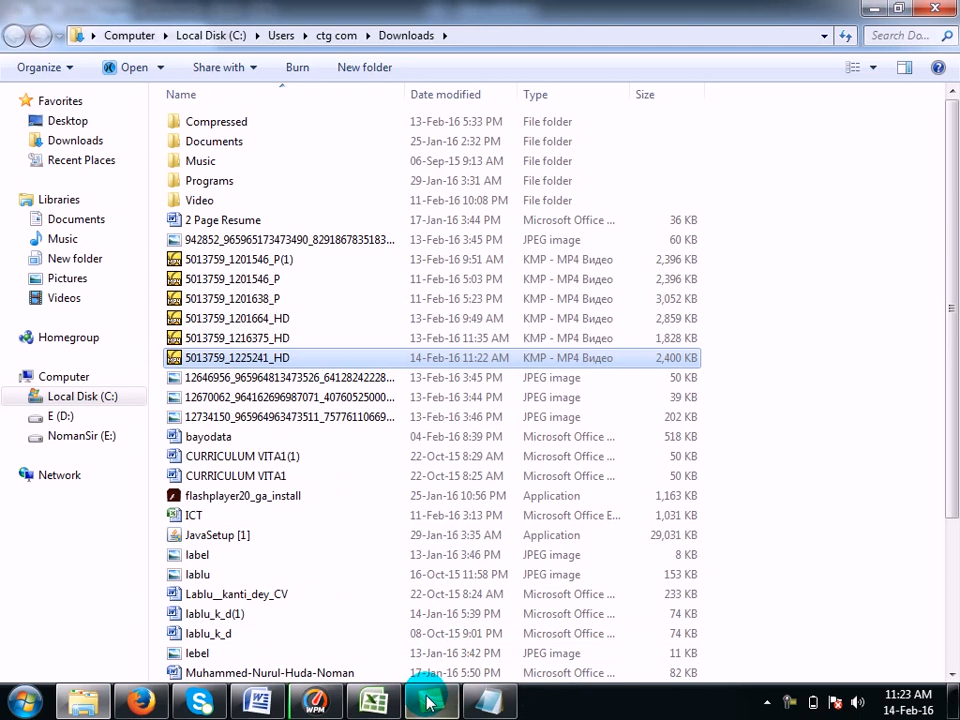 Computer ▸ Local Disk (C:) ▸ Users ▸ ctg com ▸ Downloads ▸
Search Do...
Organize Open Share with Burn New folder
Name Date modified Type Size
Favorites
Desktop
Downloads
Recent Places
Libraries
Documents
Music
New folder
Pictures
Videos
Homegroup
Computer
Local Disk (C:)
E (D:)
NomanSir (E:)
Network
Compressed 13-Feb-16 5:33 PM File folder
Documents 25-Jan-16 2:32 PM File folder
Music 06-Sep-15 9:13 AM File folder
Programs 29-Jan-16 3:31 AM File folder
Video 11-Feb-16 10:08 PM File folder
2 Page Resume 17-Jan-16 3:44 PM Microsoft Office ... 36 KB
942852_965965173473490_8291867835183... 13-Feb-16 3:45 PM JPEG image 60 KB
5013759_1201546_P(1) 13-Feb-16 9:51 AM KMP - MP4 Видео 2,396 KB
5013759_1201546_P 11-Feb-16 5:03 PM KMP - MP4 Видео 2,396 KB
5013759_1201638_P 11-Feb-16 5:23 PM KMP - MP4 Видео 3,052 KB
5013759_1201664_HD 13-Feb-16 9:49 AM KMP - MP4 Видео 2,859 KB
5013759_1216375_HD 13-Feb-16 11:35 AM KMP - MP4 Видео 1,828 KB
5013759_1225241_HD 14-Feb-16 11:22 AM KMP - MP4 Видео 2,400 KB
12646956_965964813473526_64128242228... 13-Feb-16 3:45 PM JPEG image 50 KB
12670062_964162696987071_40760525000... 13-Feb-16 3:44 PM JPEG image 39 KB
12734150_965964963473511_75776110669... 13-Feb-16 3:46 PM JPEG image 202 KB
bayodata 04-Feb-16 8:39 PM Microsoft Office ... 518 KB
CURRICULUM VITA1(1) 22-Oct-15 8:29 AM Microsoft Office ... 50 KB
CURRICULUM VITA1 22-Oct-15 8:25 AM Microsoft Office ... 50 KB
flashplayer20_ga_install 25-Jan-16 10:56 PM Application 1,163 KB
ICT 11-Feb-16 3:13 PM Microsoft Office E... 1,031 KB
JavaSetup [1] 29-Jan-16 3:35 AM Application 29,031 KB
label 13-Jan-16 3:46 PM JPEG image 8 KB
lablu 16-Oct-15 11:58 PM JPEG image 153 KB
Lablu__kanti_dey_CV 22-Oct-15 8:24 AM Microsoft Office ... 233 KB
lablu_k_d(1) 14-Jan-16 5:39 PM Microsoft Office ... 74 KB
lablu_k_d 08-Oct-15 9:01 PM Microsoft Office ... 74 KB
lebel 13-Jan-16 3:42 PM JPEG image 11 KB
Muhammed-Nurul-Huda-Noman 17-Jan-16 5:50 PM Microsoft Office ... 82 KB
WPM
11:23 AM
14-Feb-16